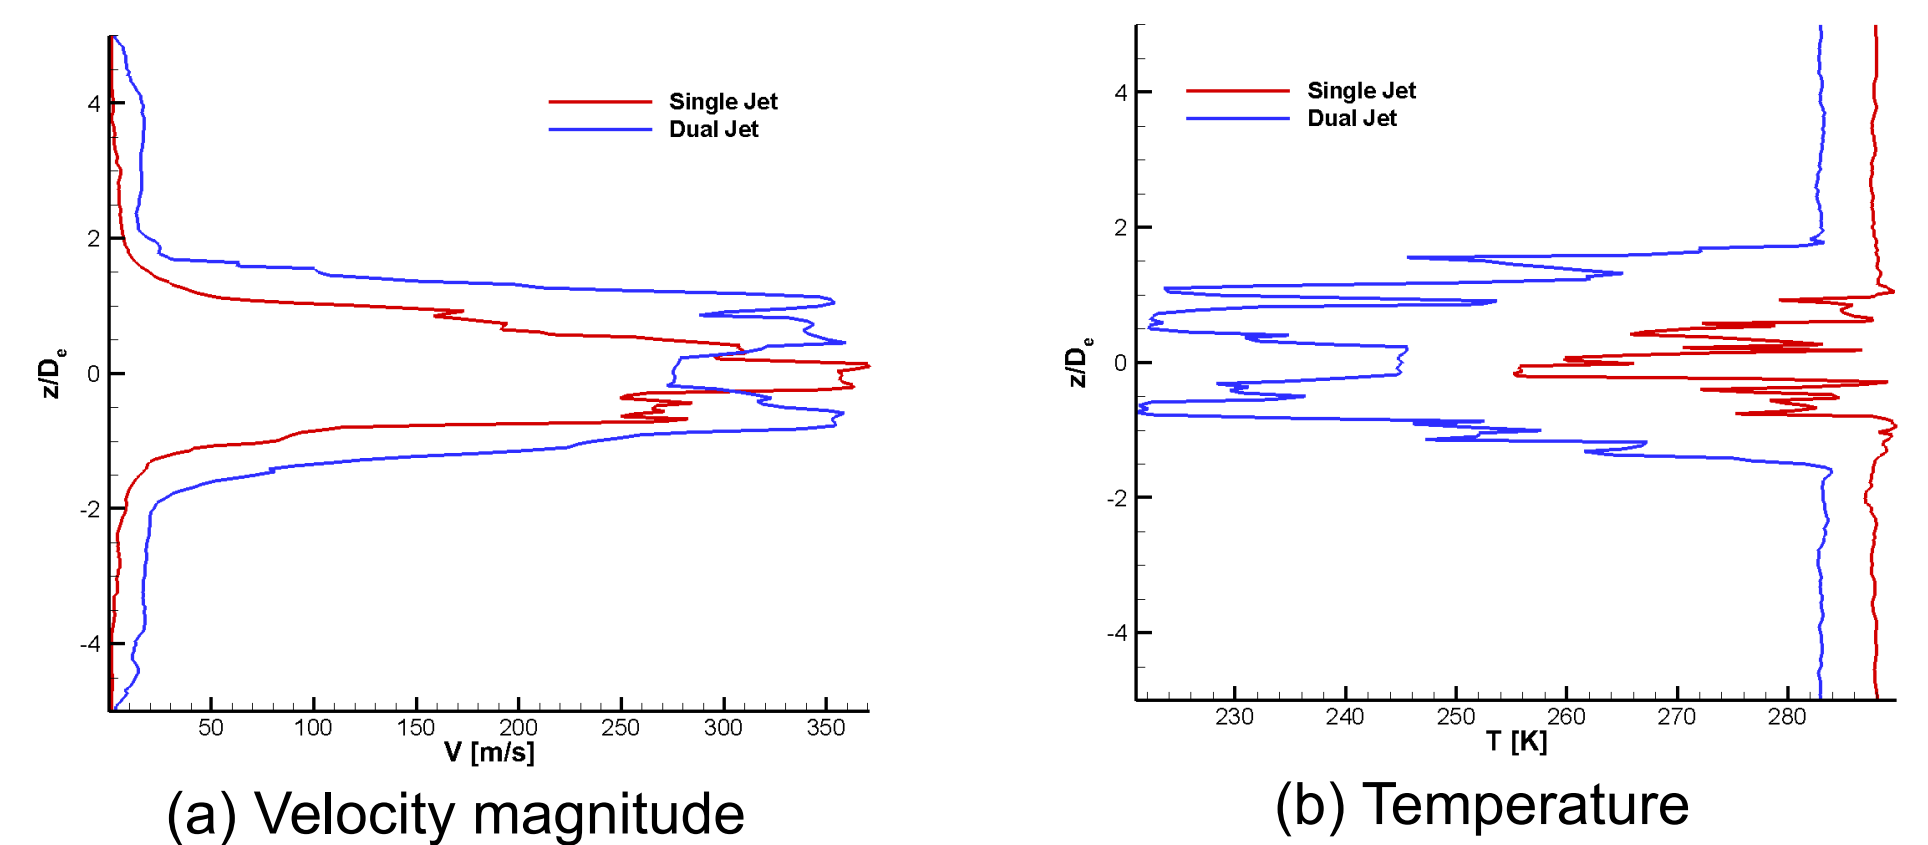 4
2
0
-2
-4
z/De
Single Jet
Dual Jet
50 100 150 200 250 300 350
V [m/s]
(a) Velocity magnitude
4
2
0
-2
-4
z/De
Single Jet
Dual Jet
230 240 250 260 270 280
T [K]
(b) Temperature